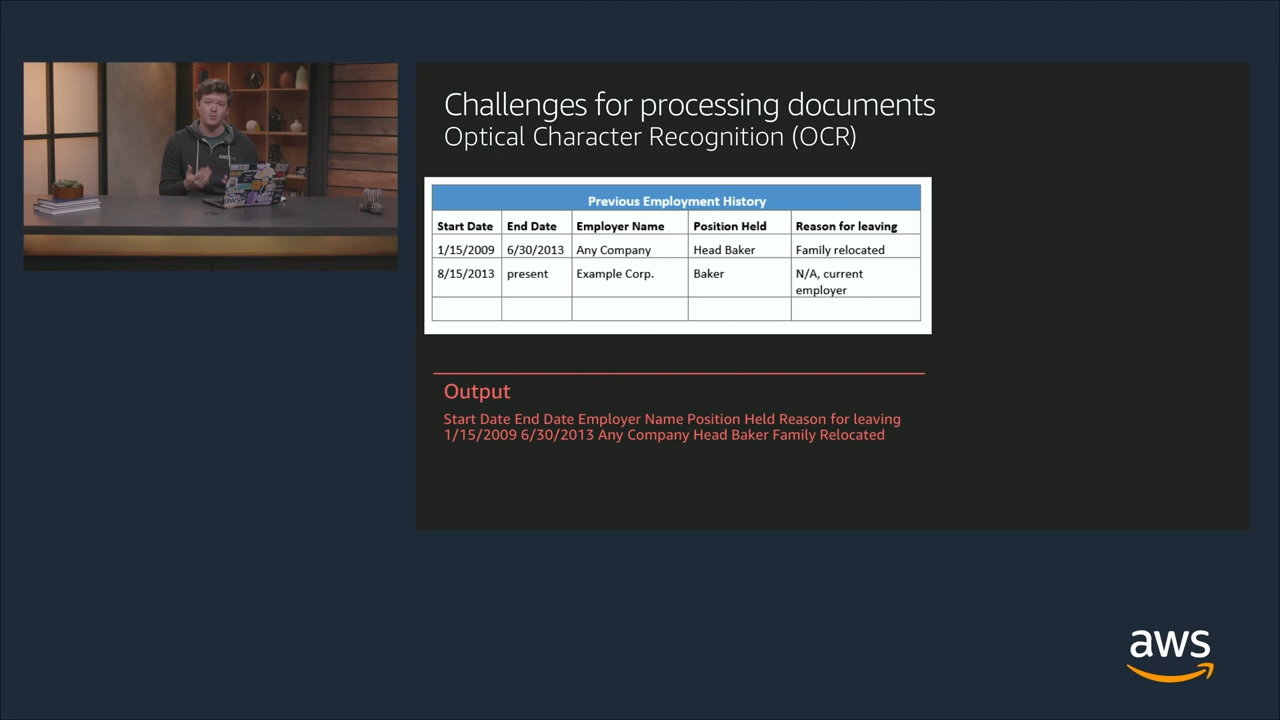 Challenges for processing documents
Optical Character Recognition (OCR)
Previous Employment History
Start Date End Date Employer Name Position Held Reason for leaving
1/15/2009 6/30/2013 Any Company Head Baker Family relocated
8/15/2013 present Example Corp. Baker N/A, current
employer
Output
Start Date End Date Employer Name Position Held Reason for leaving
1/15/2009 6/30/2013 Any Company Head Baker Family Relocated
aws